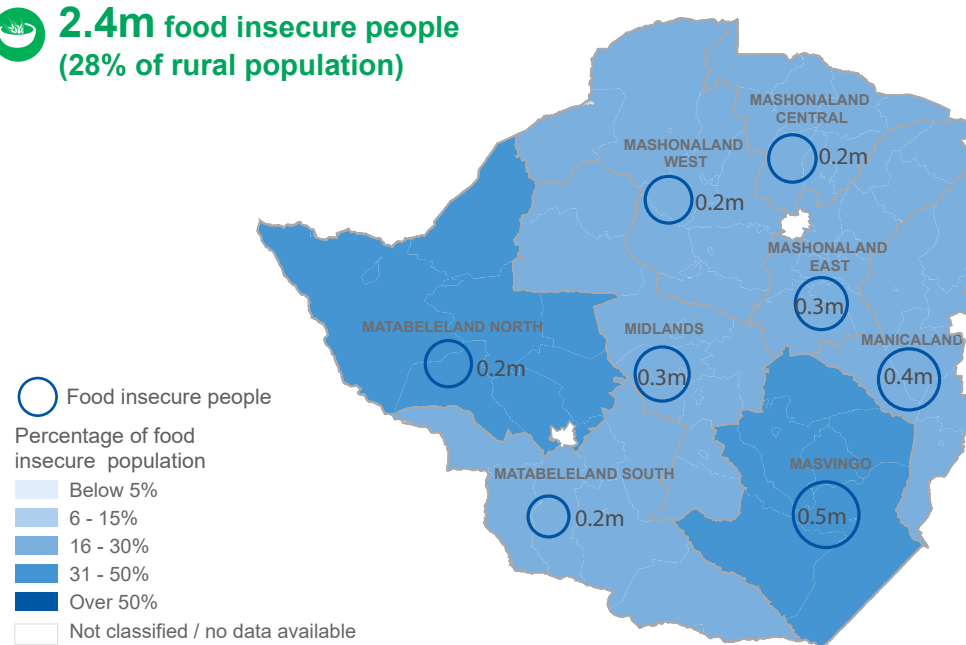 2.4m food insecure people
(28% of rural population)
MASHONALAND
CENTRAL
0.2m
MASHONALAND
WEST
0.2m
MASHONALAND
EAST
0.3m
MATABELELAND NORTH
0.2m
MIDLANDS
0.3m
MANICALAND
0.4m
MATABELELAND SOUTH
0.2m
MASVINGO
0.5m
Food insecure people
Percentage of food
insecure population
Below 5%
6 - 15%
16 - 30%
31 - 50%
Over 50%
Not classified / no data available